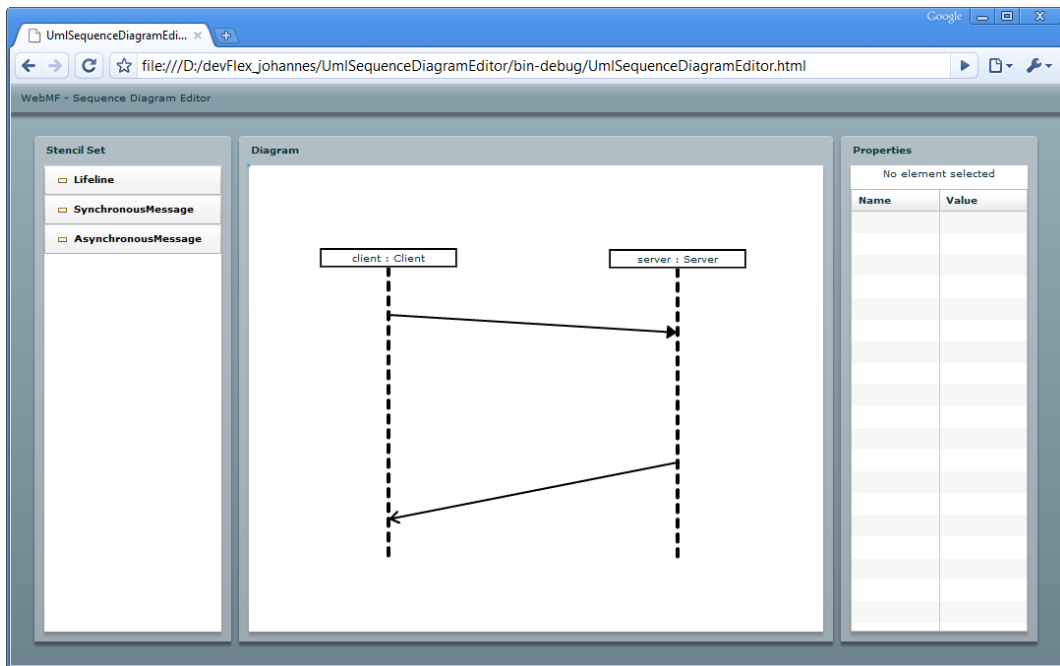 Google
UmlSequenceDiagramEdi...
file:///D:/devFlex_johannes/UmlSequenceDiagramEditor/bin-debug/UmlSequenceDiagramEditor.html
WebMF - Sequence Diagram Editor
Stencil Set
Lifeline
SynchronousMessage
AsynchronousMessage
Diagram
client : Client
server : Server
Properties
No element selected
Name Value